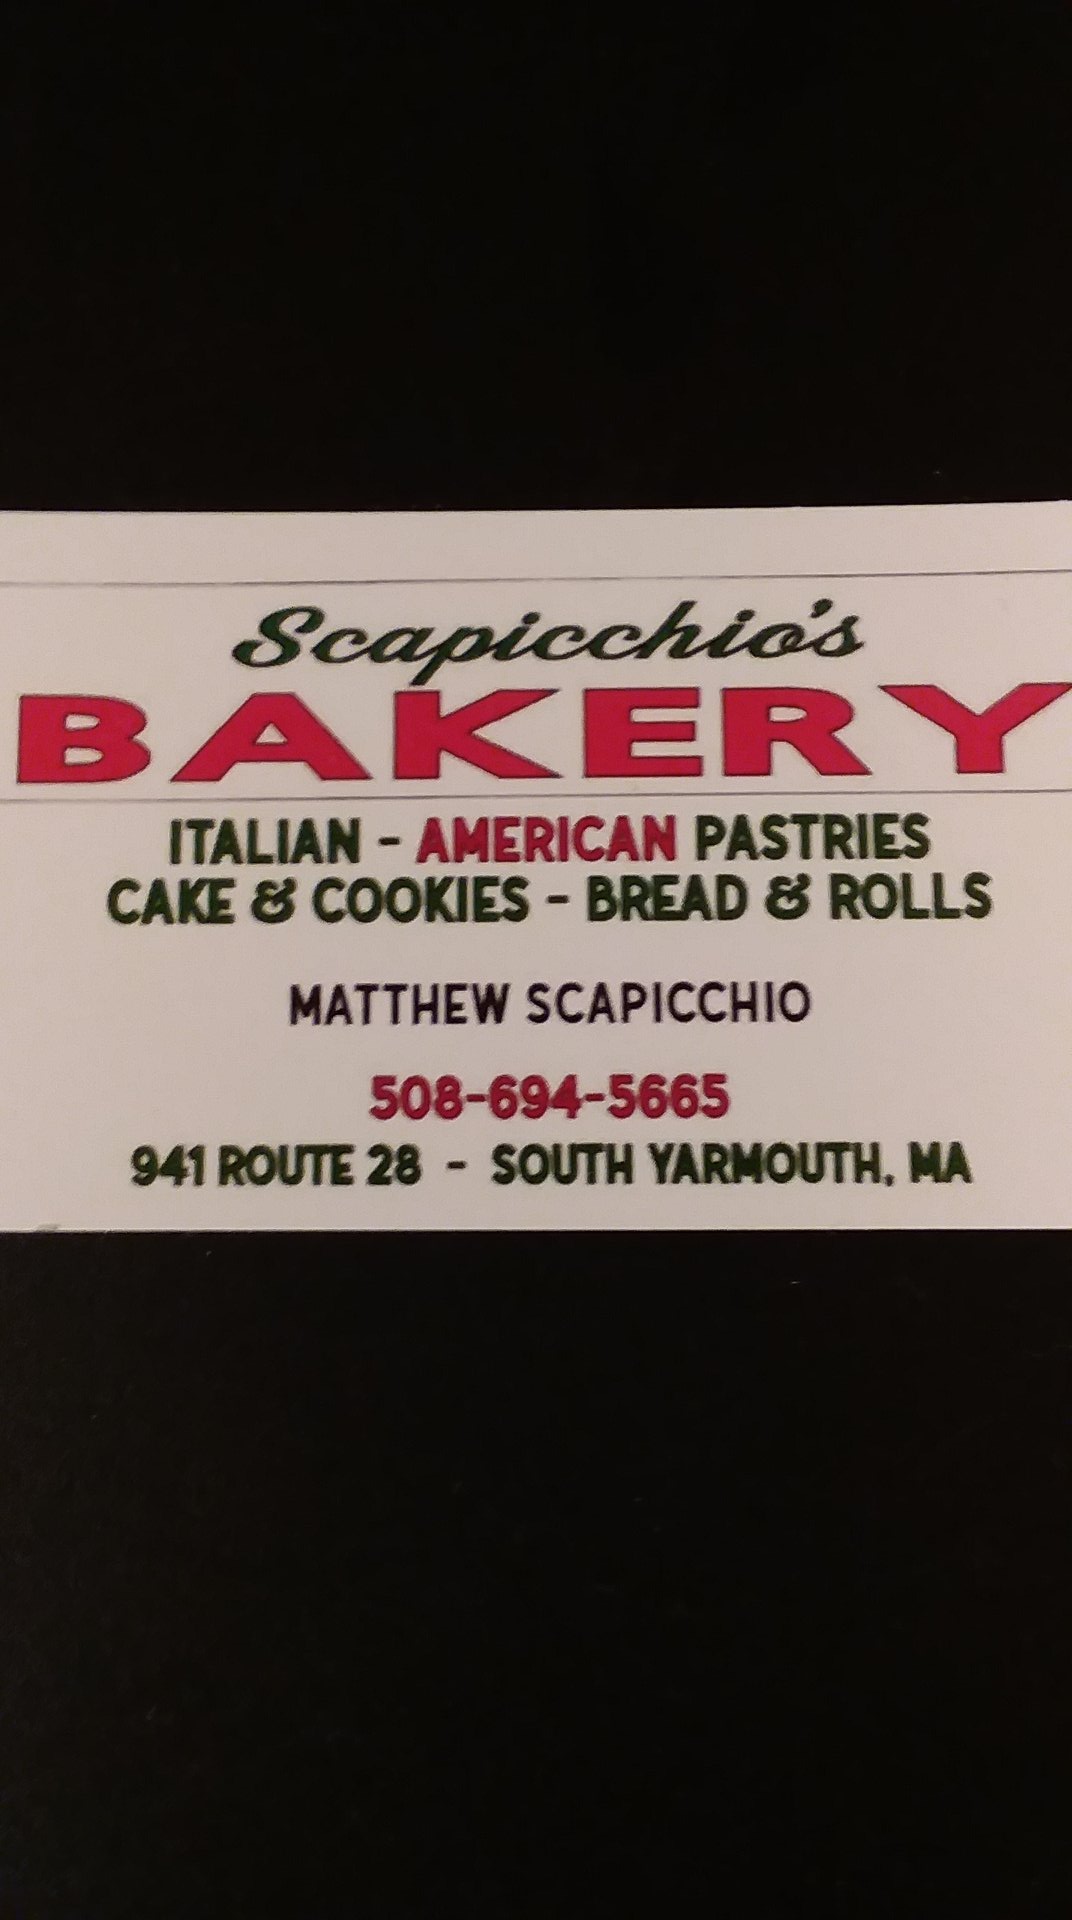 Scapicchio's
BAKERY
ITALIAN - AMERICAN PASTRIES
CAKE & COOKIES - BREAD & ROLLS
MATTHEW SCAPICCHIO
508-694-5665
941 ROUTE 28 - SOUTH YARMOUTH, MA